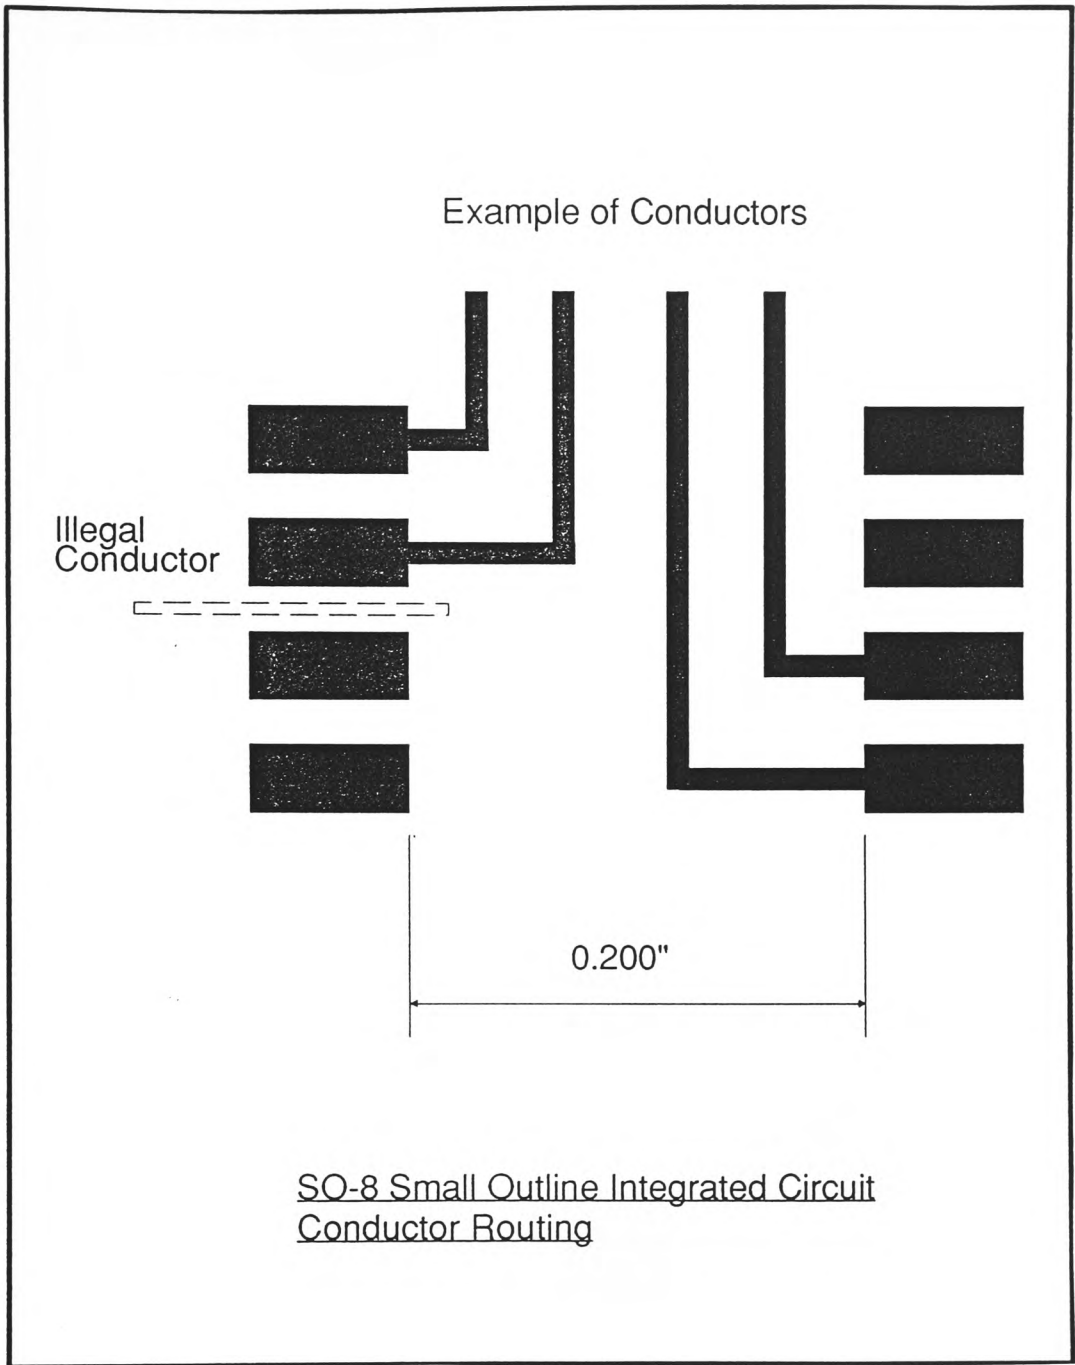 Example of Conductors
Illegal
Conductor
0.200"
SO-8 Small Outline Integrated Circuit
Conductor Routing